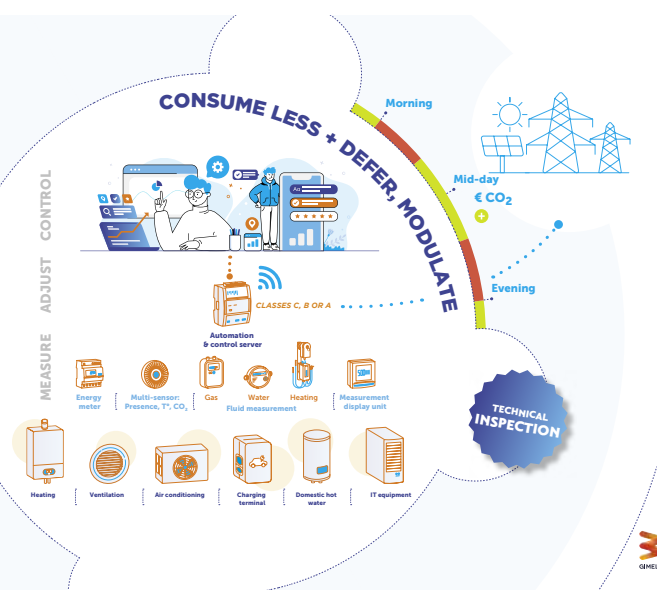 CONSUME LESS + DEFER, MODULATE
Morning
Mid-day
€ CO₂
+
Evening
CONTROL
ADJUST
MEASURE
CLASSES C, B OR A
Automation
& control server
Energy
meter
Multi-sensor:
Presence, T°, CO₂
Gas
Water
Heating
Fluid measurement
Measurement
display unit
TECHNICAL
INSPECTION
Heating
Ventilation
Air conditioning
Charging
terminal
Domestic hot
water
IT equipment